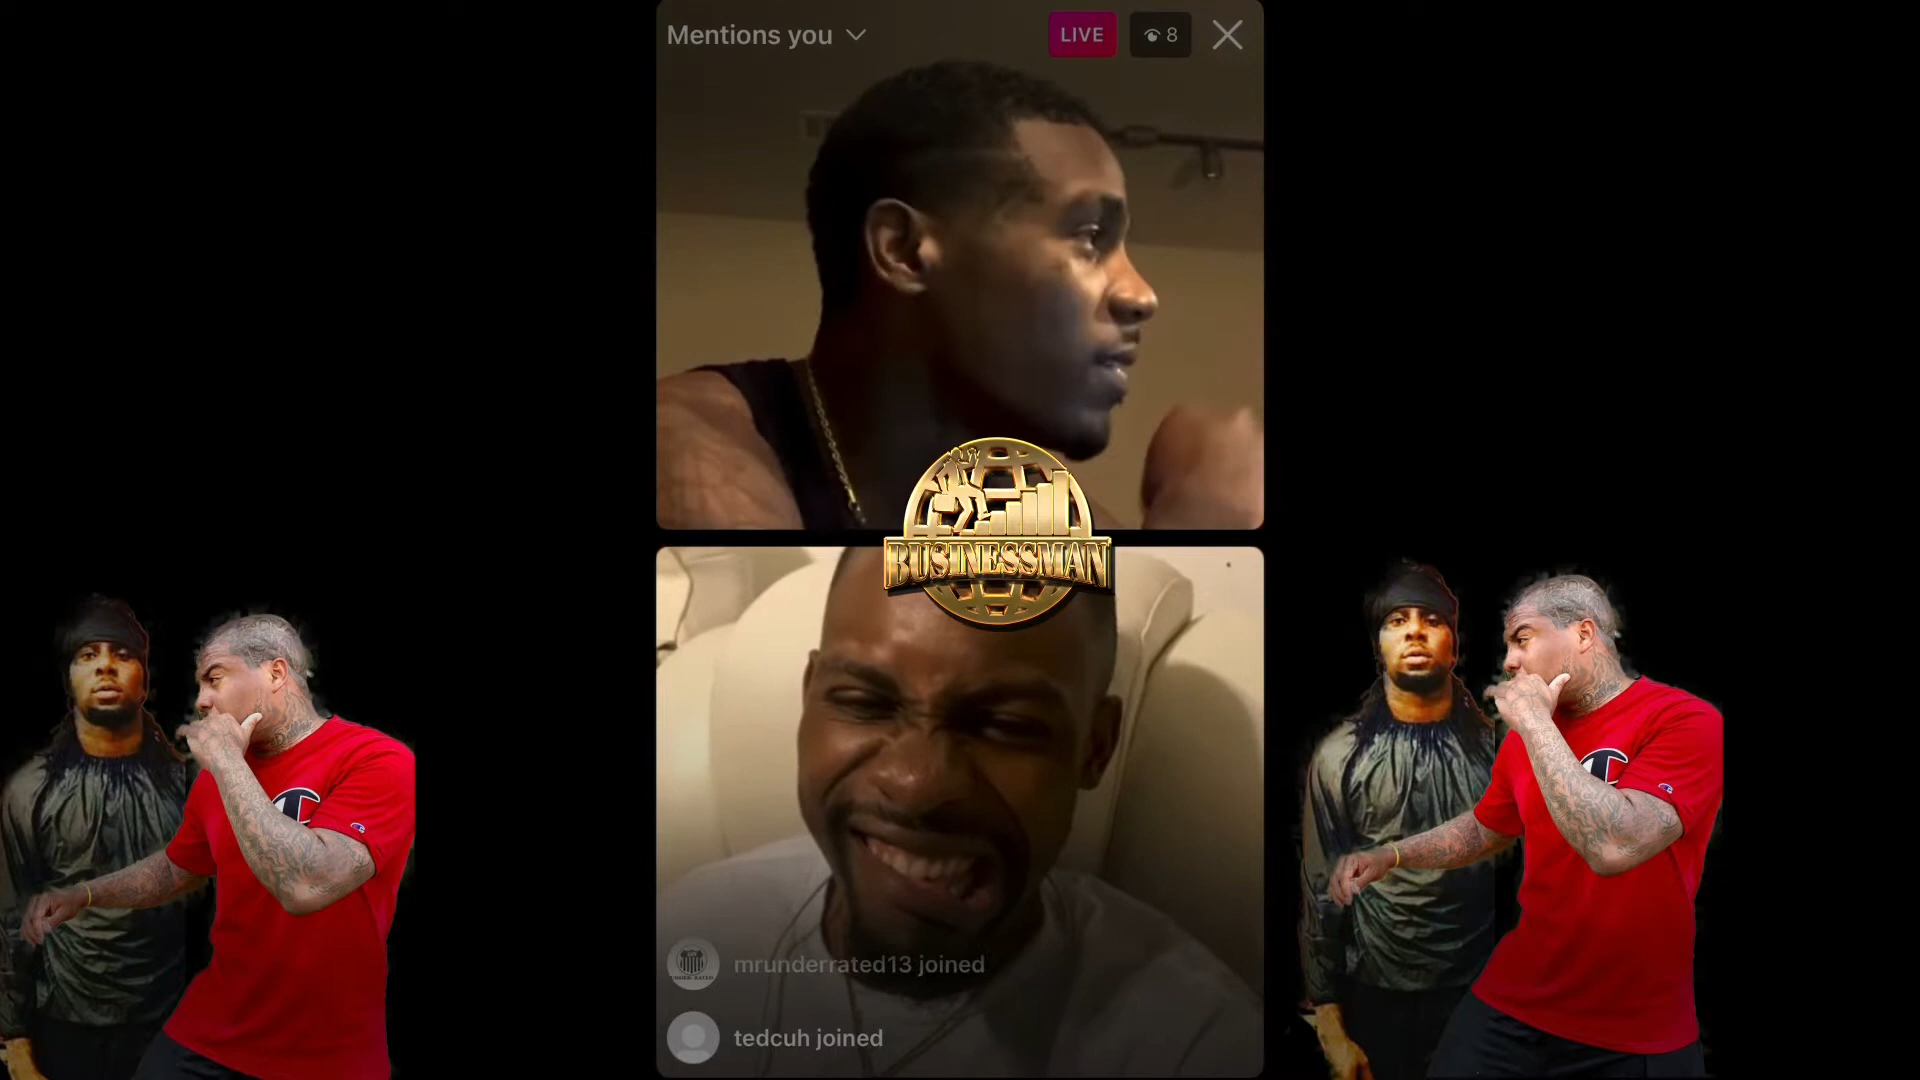 Mentions you
LIVE
8
BUSINESSMAN
mrunderrated13 joined
tedcuh joined